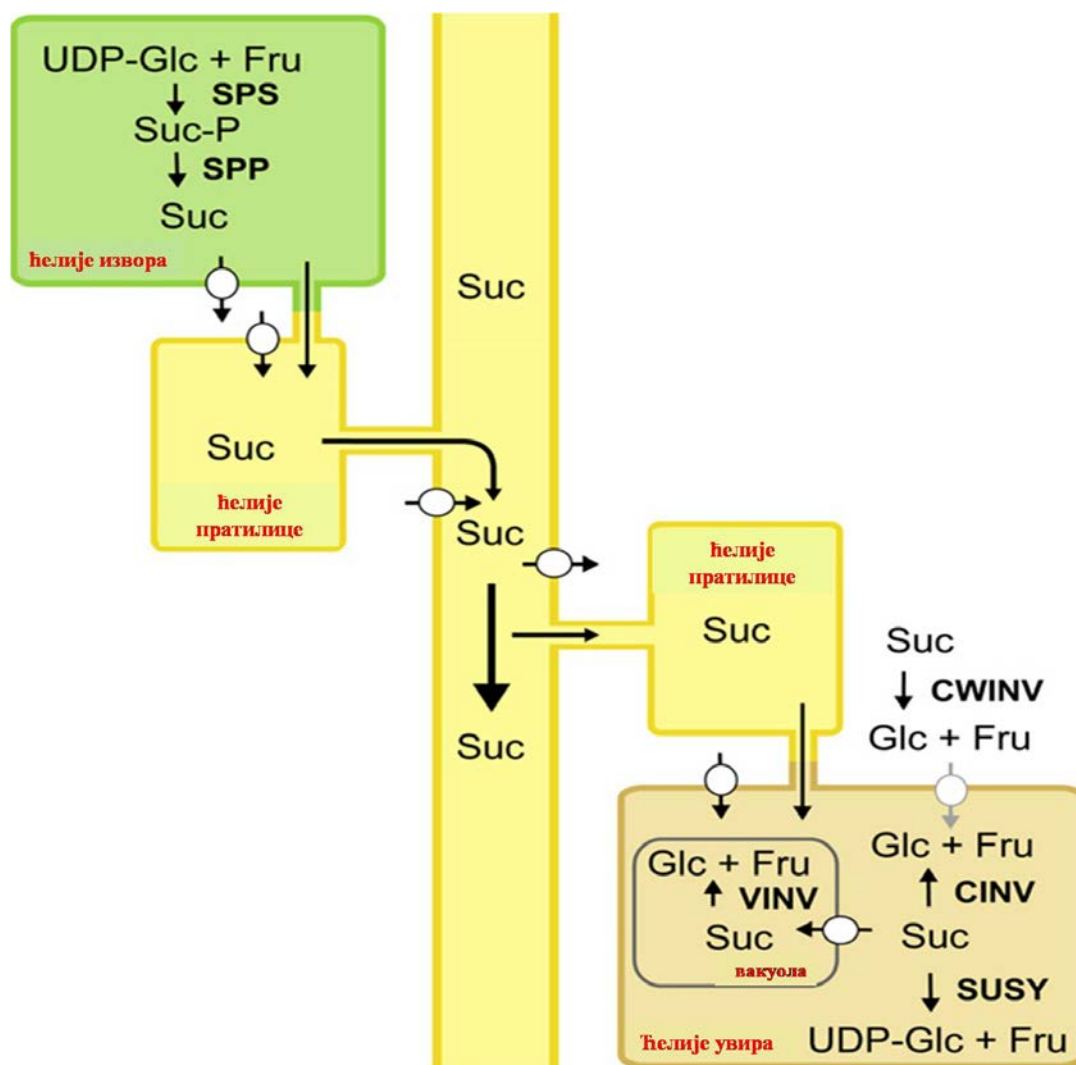 UDP-Glc + Fru
SPS
Suc-P
SPP
Suc
ћелије извора
Suc
ћелије
пратилице
Suc
Suc
Suc
ћелије
пратилице
Suc
Suc
CWINV
Glc + Fru
Glc + Fru
VINV
Suc
вакуола
Glc + Fru
CINV
Suc
SUSY
UDP-Glc + Fru
Ћелије увира